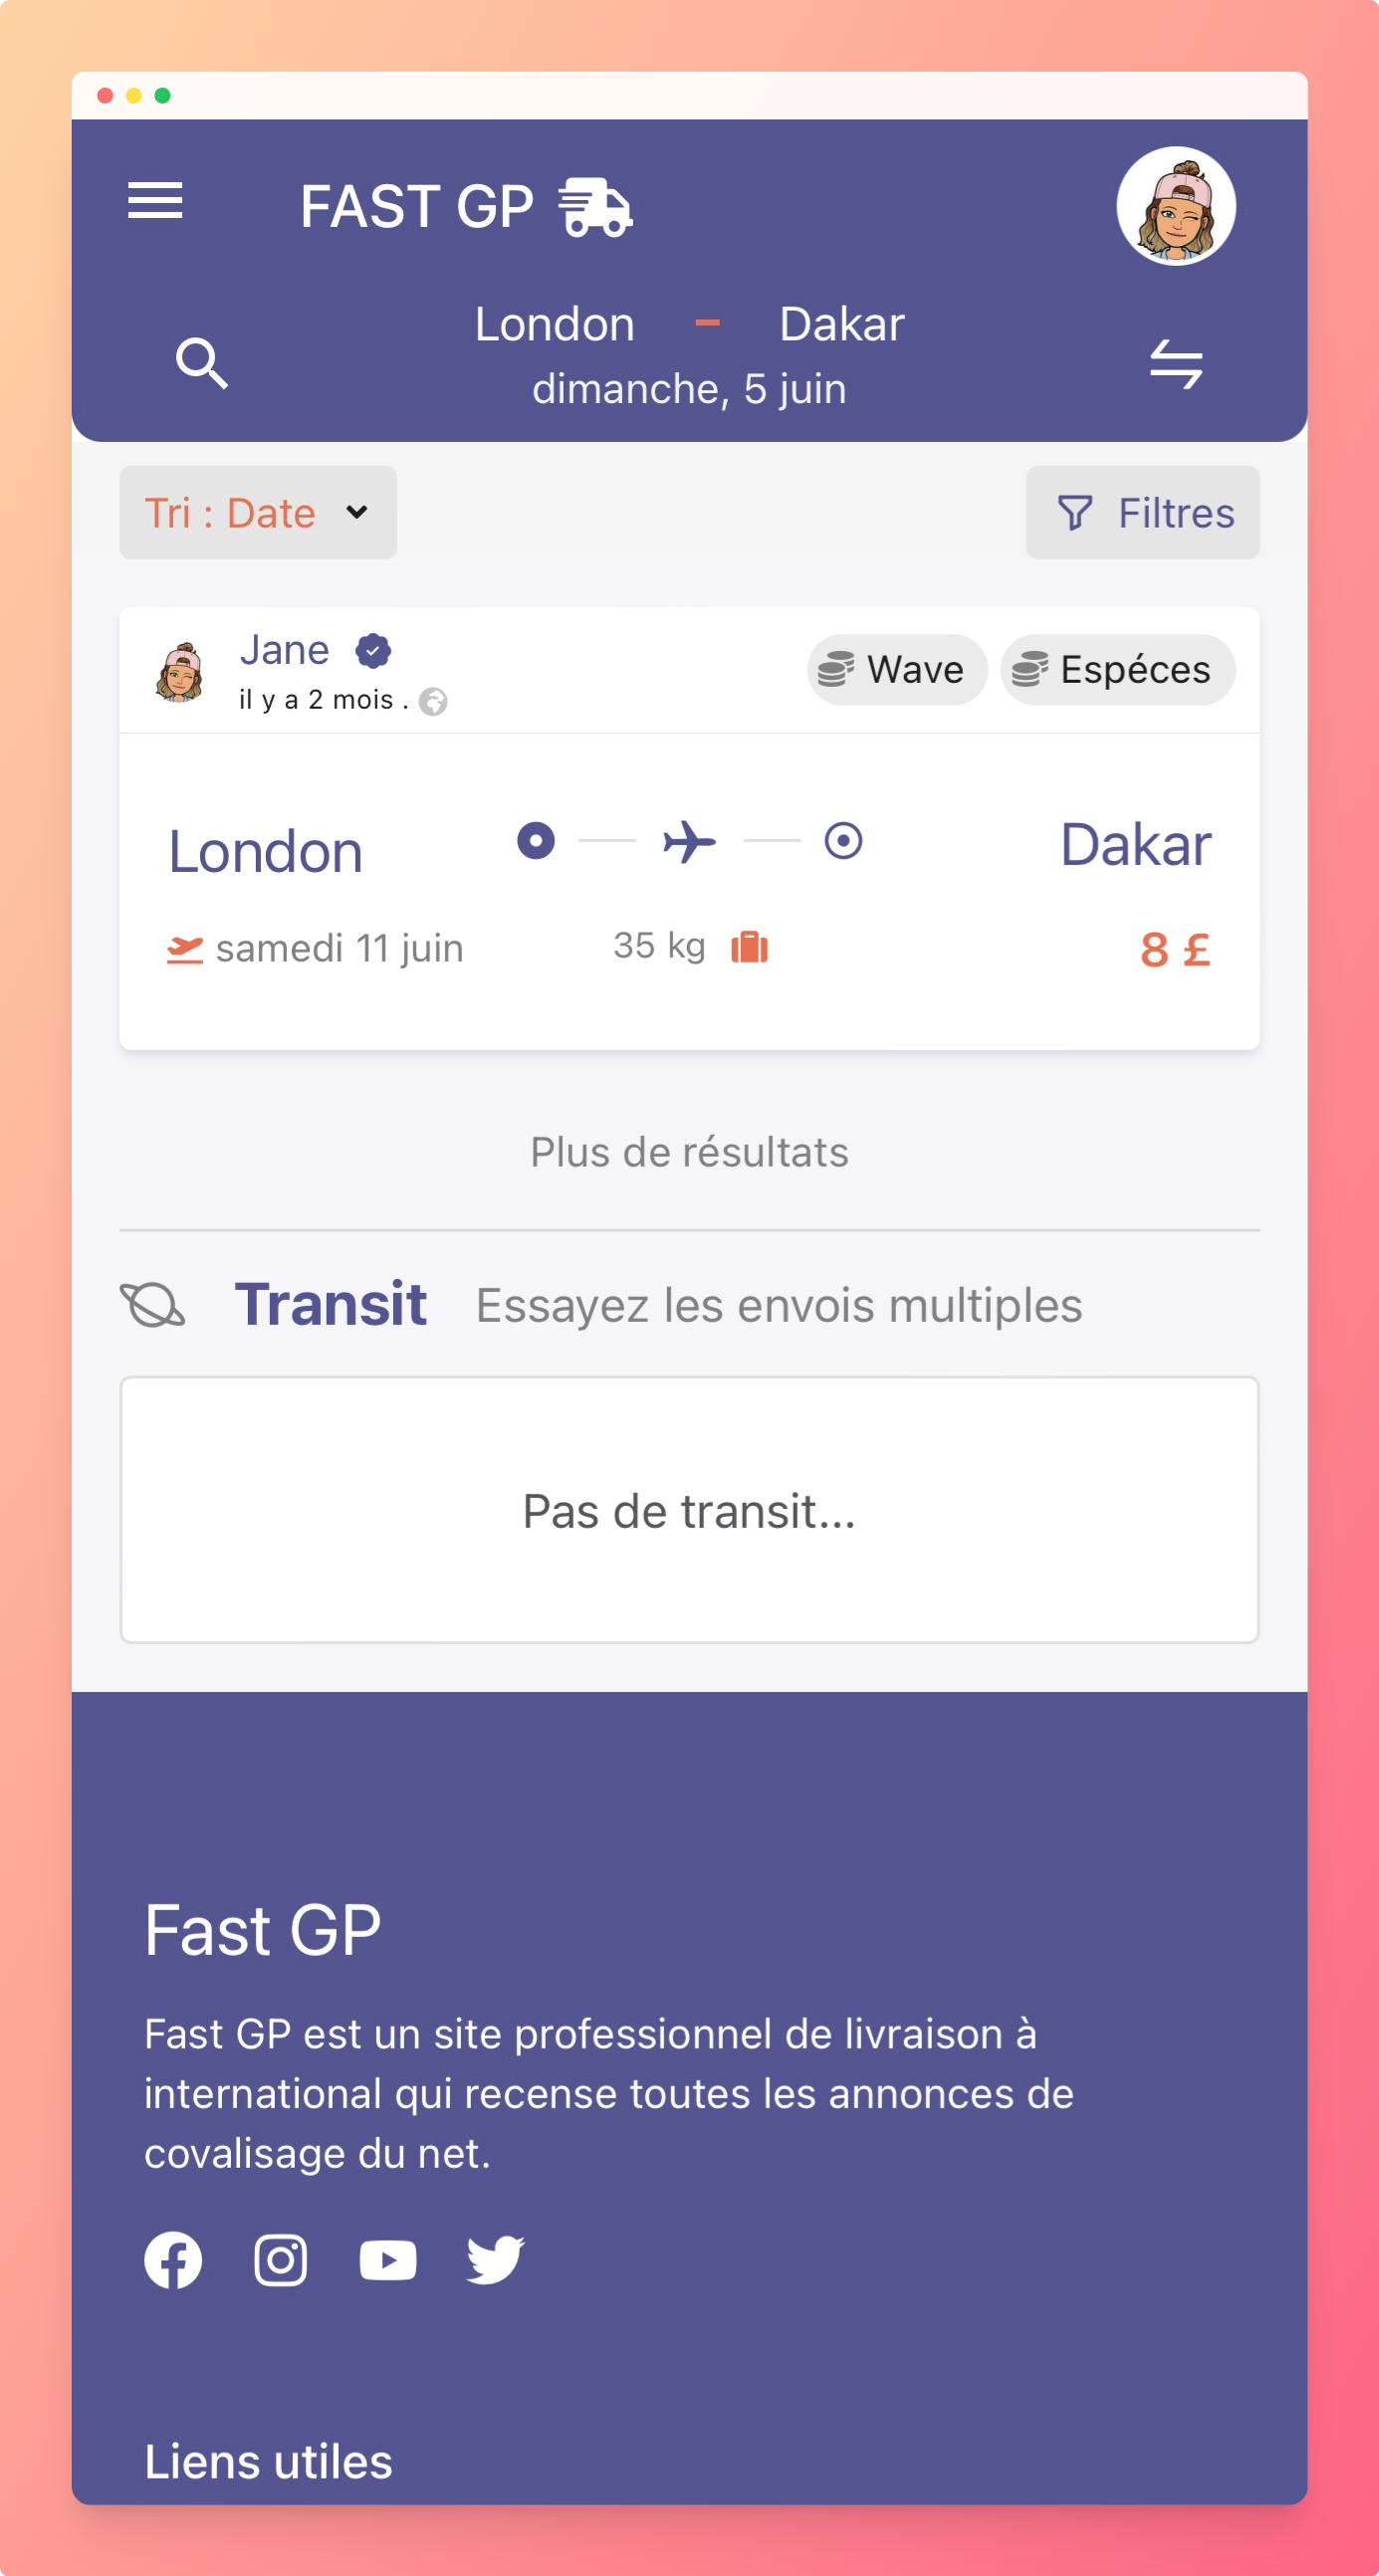 FAST GP
London - Dakar
dimanche, 5 juin
Tri : Date
Filtres
Jane
il y a 2 mois .
Wave
Espéces
London
Dakar
samedi 11 juin
35 kg
8 £
Plus de résultats
Transit
Essayez les envois multiples
Pas de transit...
Fast GP
Fast GP est un site professionnel de livraison à
international qui recense toutes les annonces de
covalisage du net.
Liens utiles